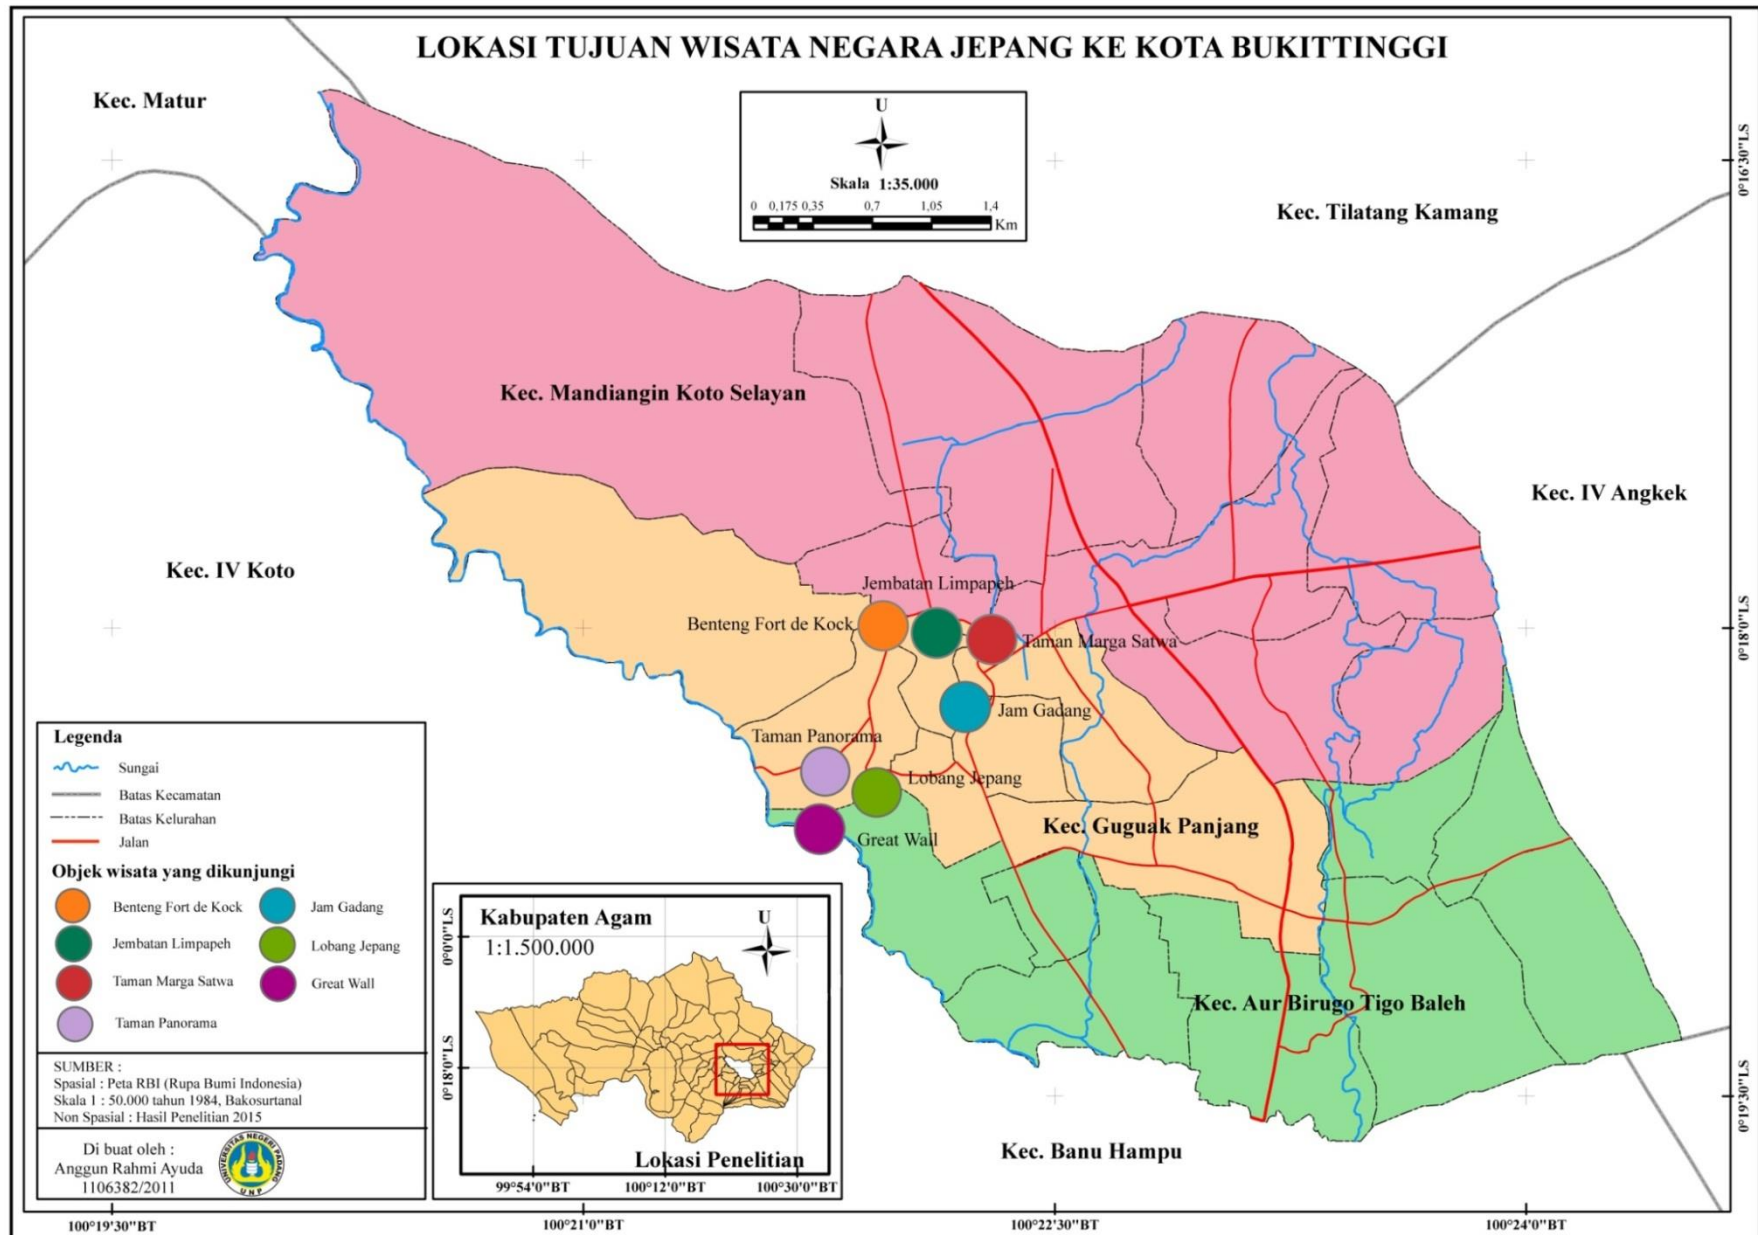 LOKASI TUJUAN WISATA NEGARA JEPANG KE KOTA BUKITTINGGI
Kec. Matur
U
Skala 1:35.000
0 0,175 0,35 0,7 1,05 1,4
Km
Kec. Tilatang Kamang
0°16'30"LS
Kec. Mandiangin Koto Selayan
Kec. IV Angkek
Kec. IV Koto
Jembatan Limpapeh
Benteng Fort de Kock
Taman Marga Satwa
0°18'0"LS
Jam Gadang
Taman Panorama
Lobang Jepang
Great Wall
Kec. Guguak Panjang
Kec. Aur Birugo Tigo Baleh
0°19'30"LS
Kec. Banu Hampu
Legenda
Sungai
Batas Kecamatan
Batas Kelurahan
Jalan
Objek wisata yang dikunjungi
Benteng Fort de Kock
Jam Gadang
Jembatan Limpapeh
Lobang Jepang
Taman Marga Satwa
Great Wall
Taman Panorama
SUMBER :
Spasial : Peta RBI (Rupa Bumi Indonesia)
Skala 1 : 50.000 tahun 1984, Bakosurtanal
Non Spasial : Hasil Penelitian 2015
Di buat oleh :
Anggun Rahmi Ayuda
1106382/2011
UNIVERSITAS NEGERI PADANG
UNP
Kabupaten Agam
1:1.500.000
U
0°0'0"LS
0°18'0"LS
Lokasi Penelitian
99°54'0"BT 100°12'0"BT 100°30'0"BT
100°19'30"BT 100°21'0"BT 100°22'30"BT 100°24'0"BT